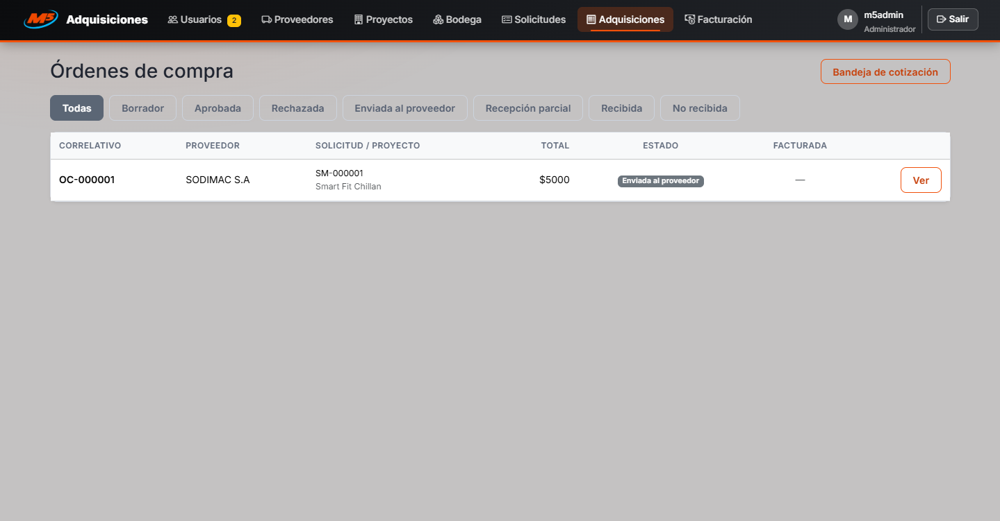 M5 Adquisiciones Usuarios 2 Proveedores Proyectos Bodega Solicitudes Adquisiciones Facturación M m5admin Administrador Salir
Órdenes de compra Bandeja de cotización
Todas Borrador Aprobada Rechazada Enviada al proveedor Recepción parcial Recibida No recibida
CORRELATIVO PROVEEDOR SOLICITUD / PROYECTO TOTAL ESTADO FACTURADA
OC-000001 SODIMAC S.A SM-000001 $5000 Enviada al proveedor — Ver
Smart Fit Chillan